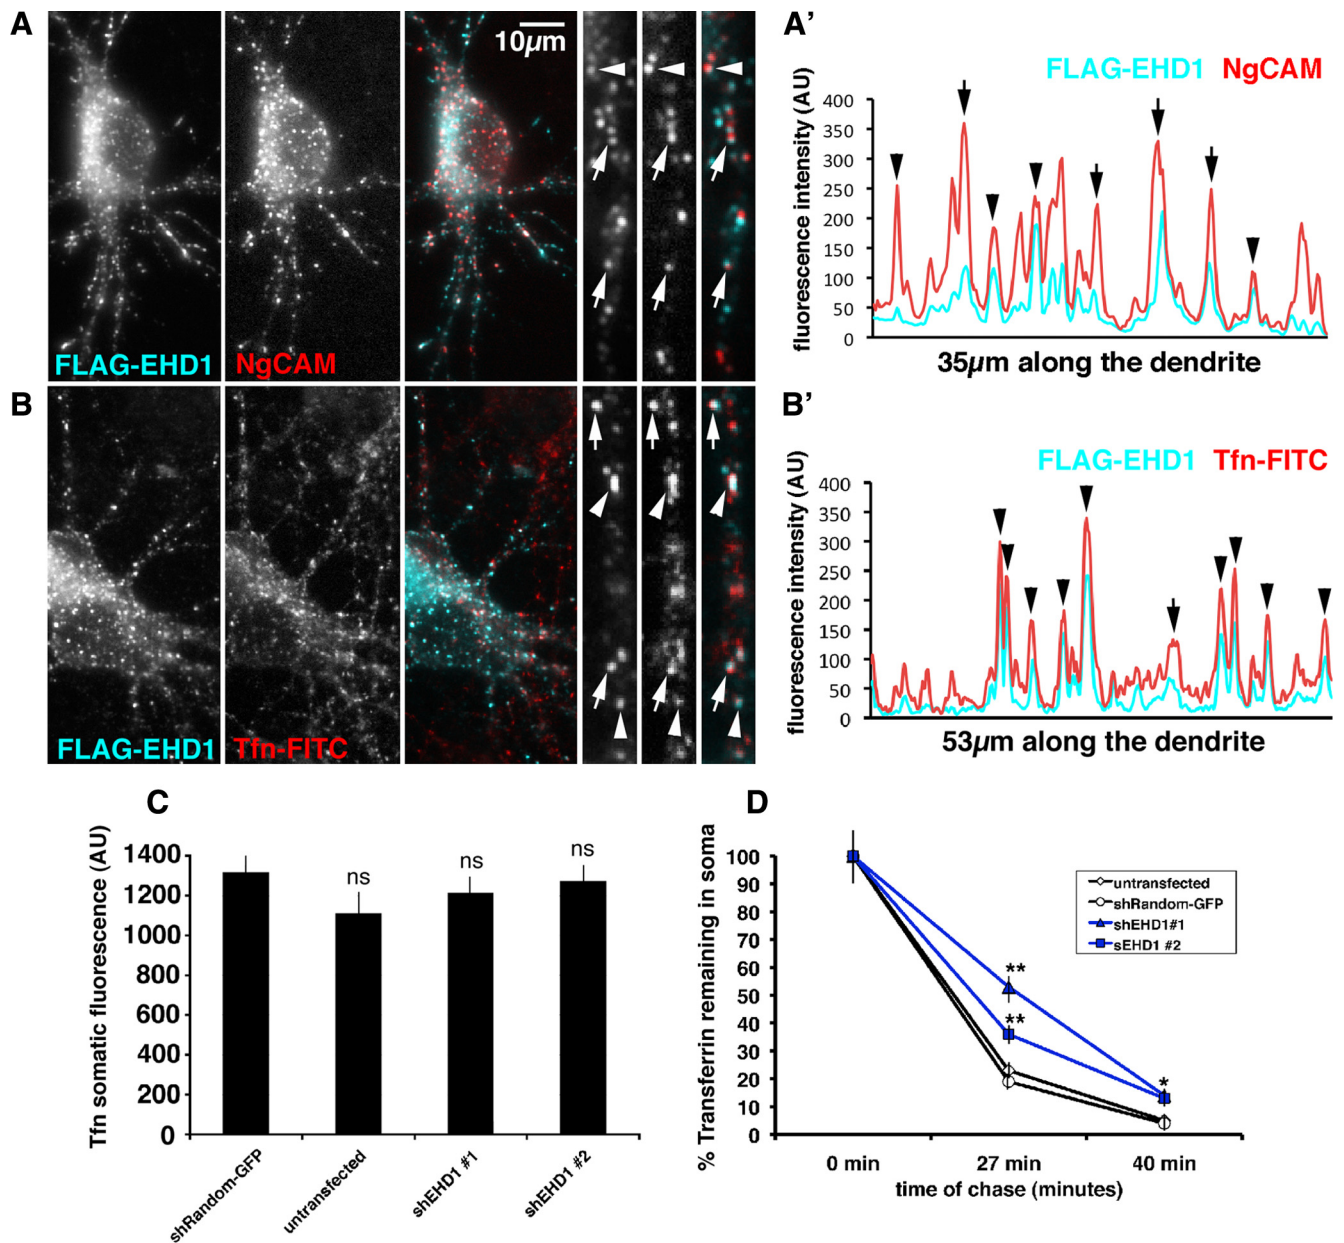 A
10µm
FLAG-EHD1
NgCAM
A’
FLAG-EHD1 NgCAM
fluorescence intensity (AU)
400
350
300
250
200
150
100
50
0
35µm along the dendrite
B
FLAG-EHD1
Tfn-FITC
B’
FLAG-EHD1 Tfn-FITC
fluorescence intensity (AU)
400
350
300
250
200
150
100
50
0
53µm along the dendrite
C
Tfn somatic fluorescence (AU)
1400
1200
1000
800
600
400
200
0
ns
ns
ns
shRandom-GFP
untransfected
shEHD1 #1
shEHD1 #2
D
% Transferrin remaining in soma
100
90
80
70
60
50
40
30
20
10
0
**
**
*
untransfected
shRandom-GFP
shEHD1#1
sEHD1 #2
0 min
27 min
40 min
time of chase (minutes)